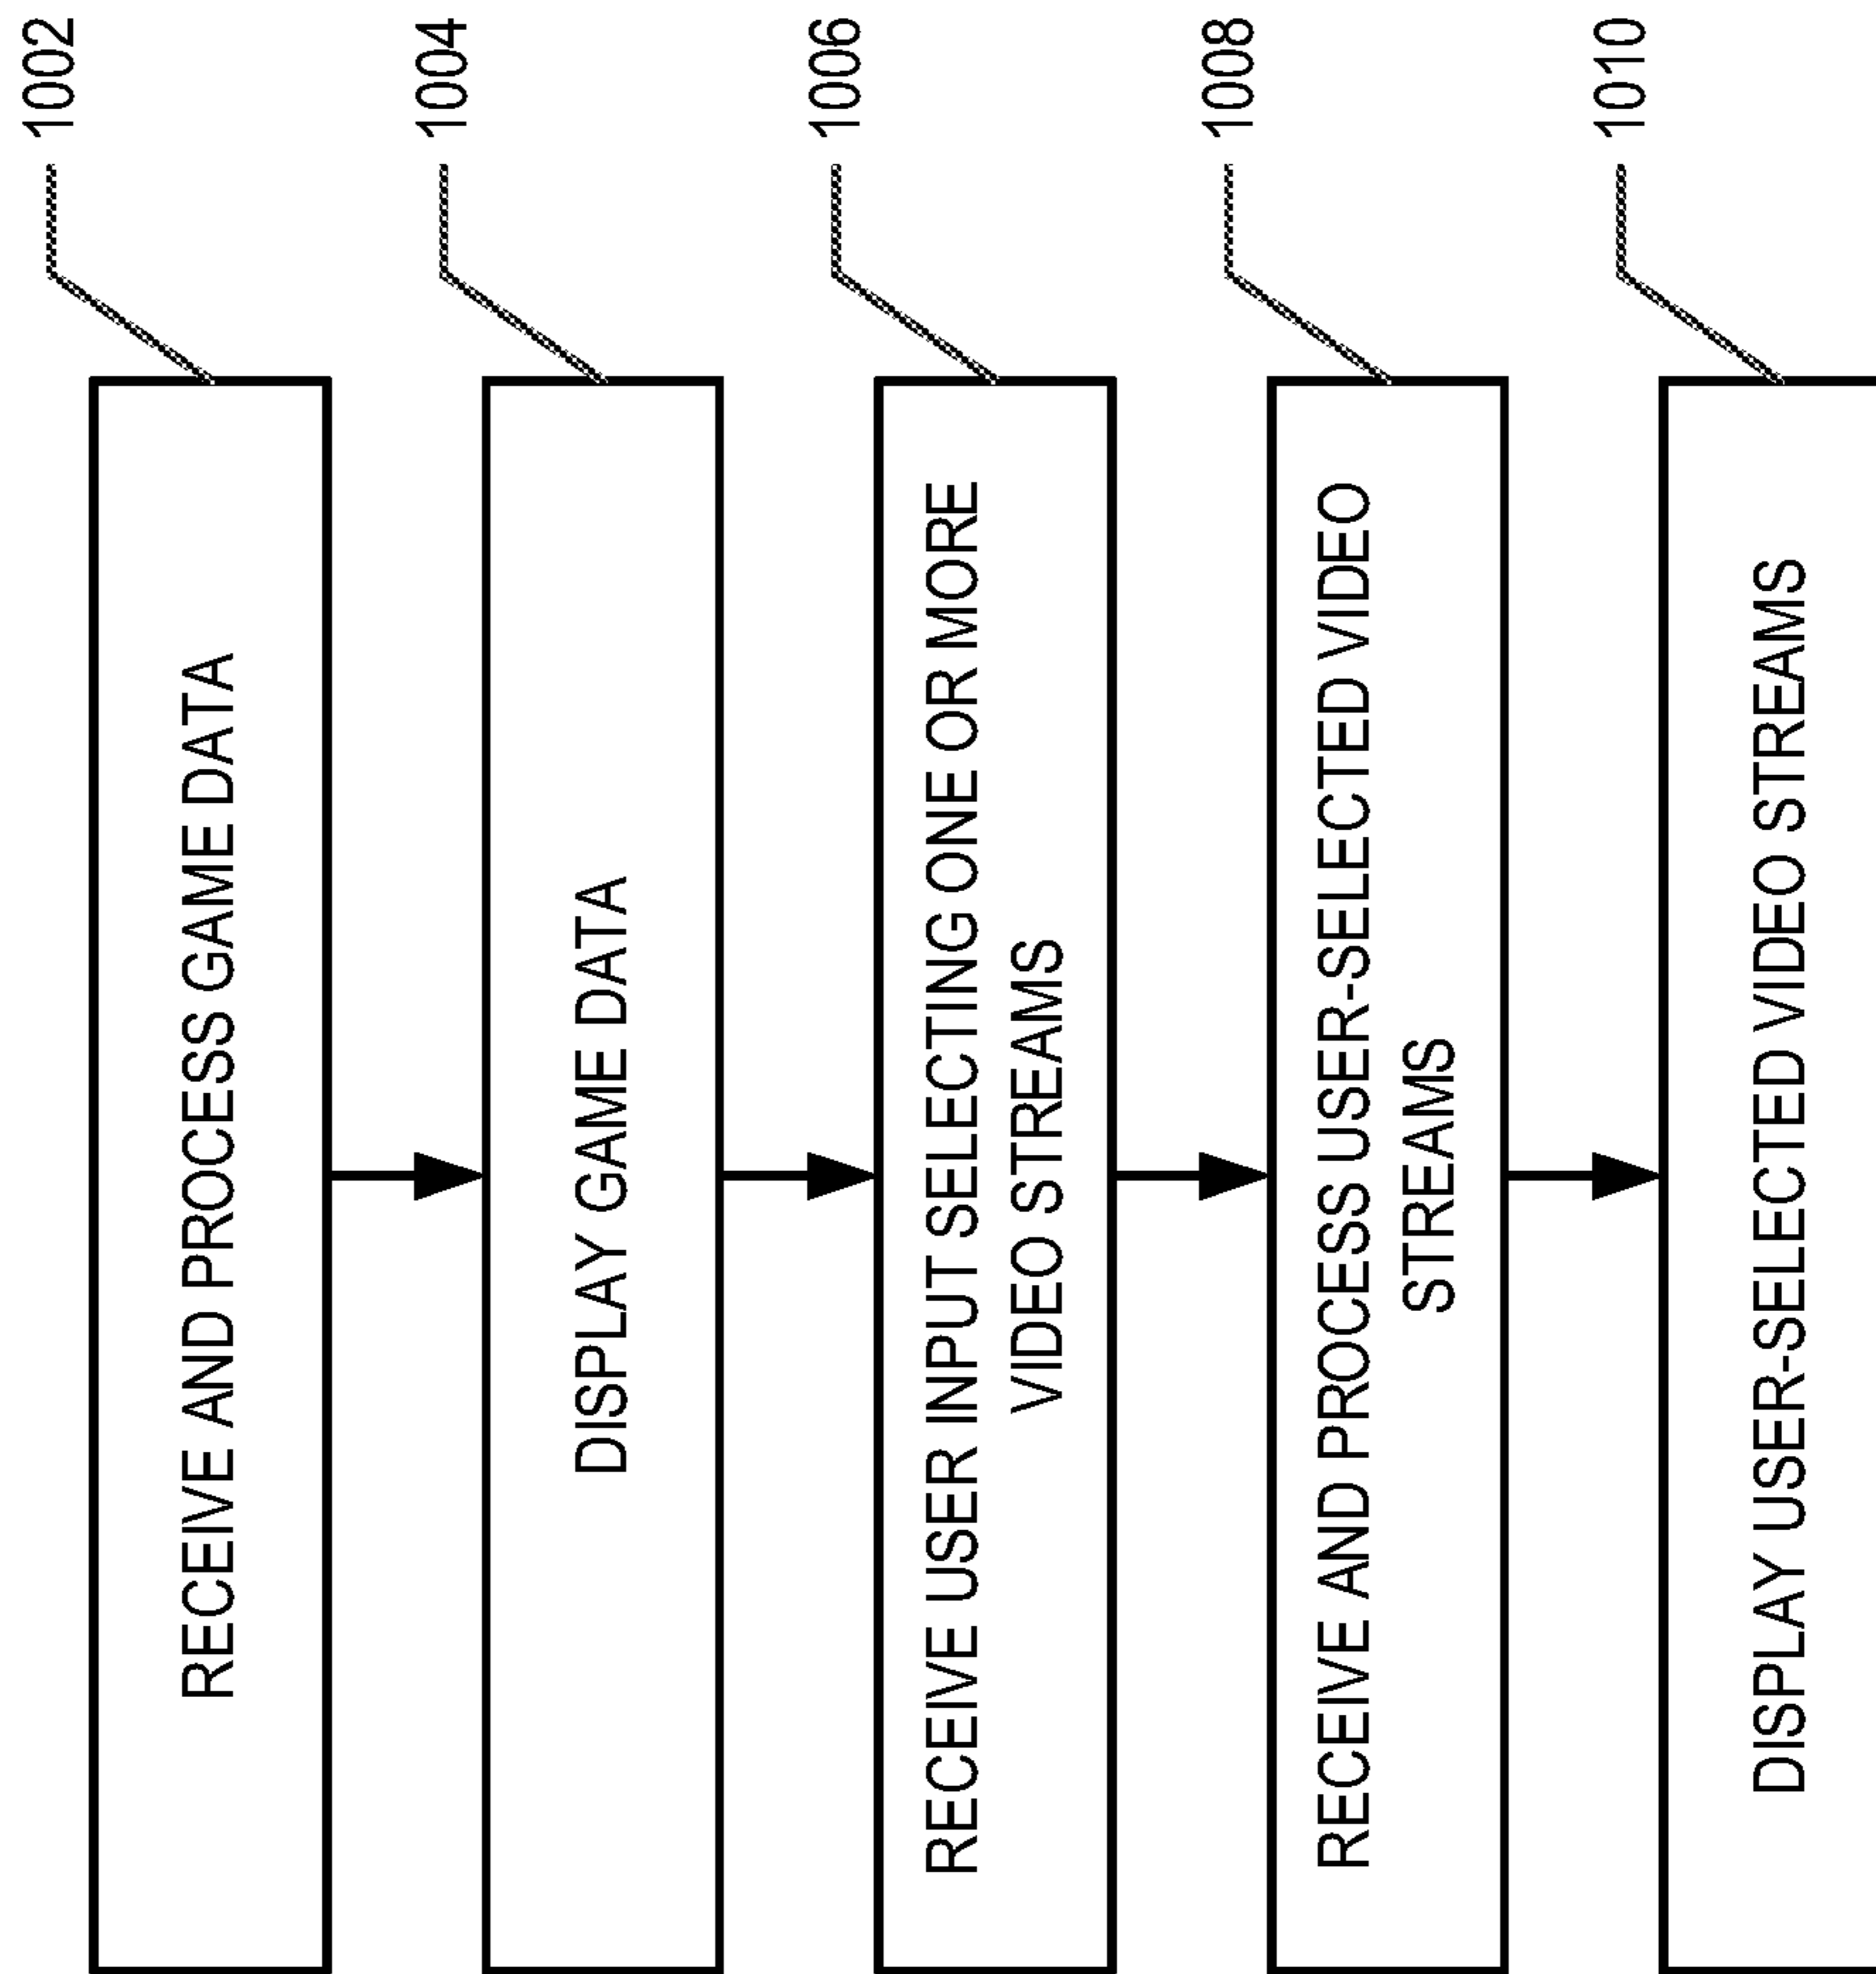 1002
RECEIVE AND PROCESS GAME DATA
1004
DISPLAY GAME DATA
1006
RECEIVE USER INPUT SELECTING ONE OR MORE
VIDEO STREAMS
1008
RECEIVE AND PROCESS USER-SELECTED VIDEO
STREAMS
1010
DISPLAY USER-SELECTED VIDEO STREAMS